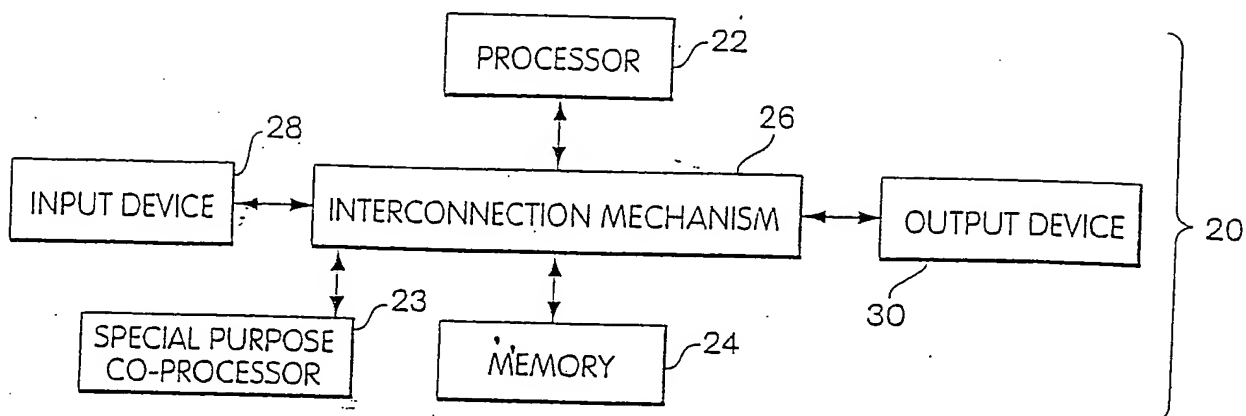 PROCESSOR
22
28
26
INPUT DEVICE
INTERCONNECTION MECHANISM
OUTPUT DEVICE
20
30
23
SPECIAL PURPOSE
CO-PROCESSOR
MEMORY
24